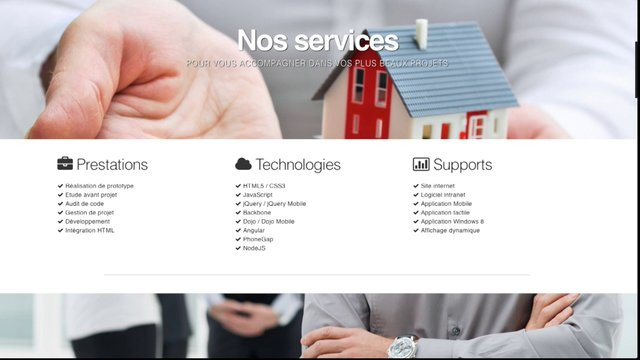 Nos services
POUR VOUS ACCOMPAGNER DANS VOS PLUS BEAUX PROJETS
Prestations
Réalisation de prototype
Etude avant projet
Audit de code
Gestion de projet
Développement
Intégration HTML
Technologies
HTML5 / CSS3
JavaScript
jQuery / jQuery Mobile
Backbone
Dojo / Dojo Mobile
Angular
PhoneGap
NodeJS
Supports
Site internet
Logiciel intranet
Application Mobile
Application tactile
Application Windows 8
Affichage dynamique